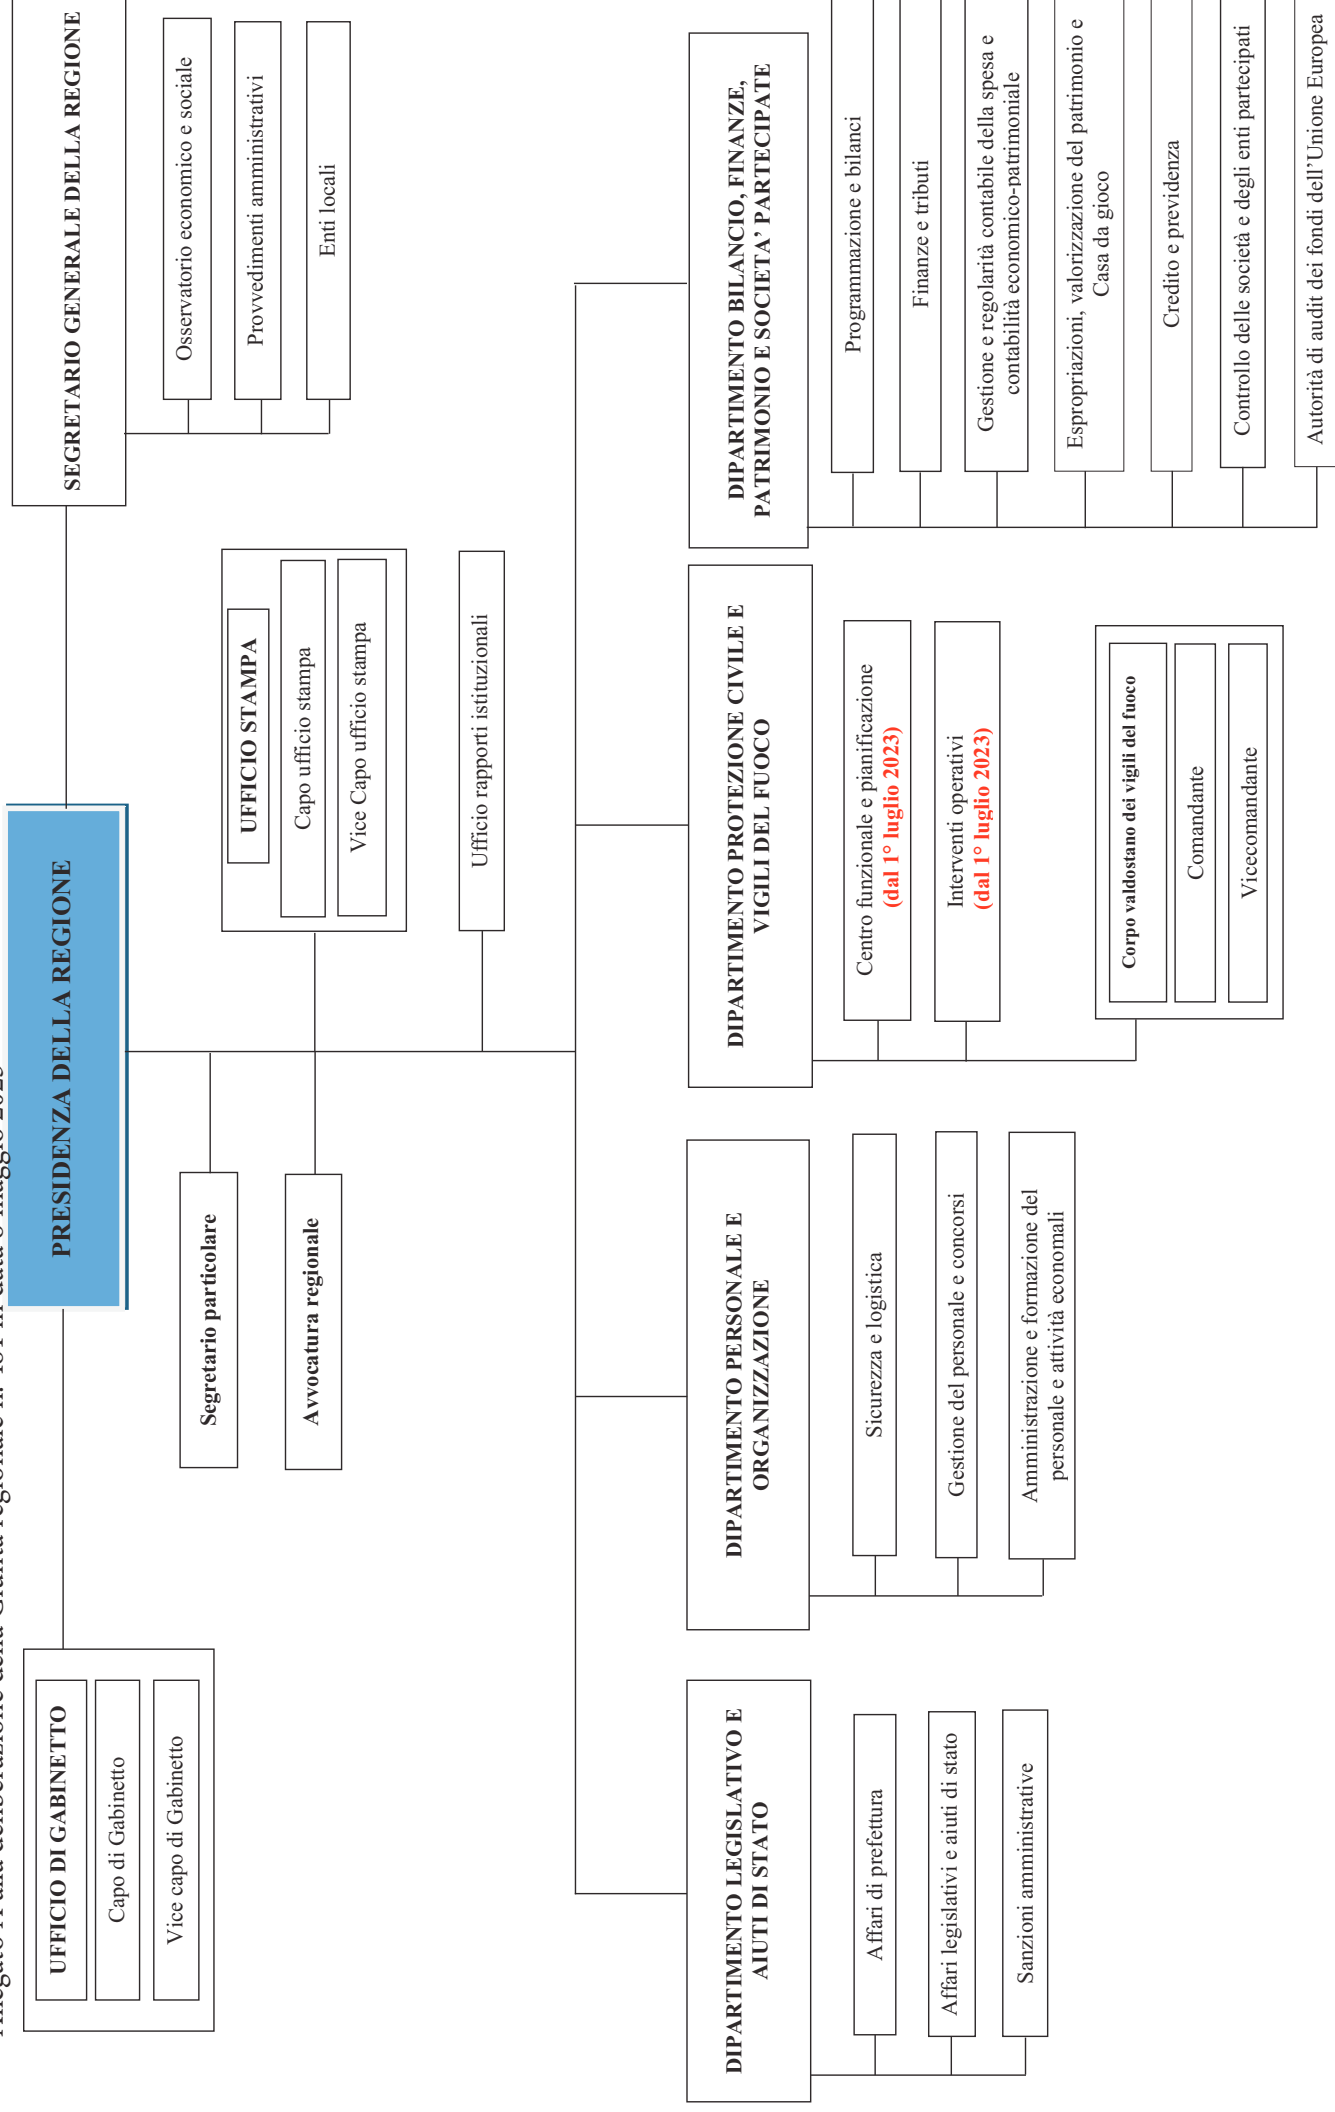 PRESIDENZA DELLA REGIONE
UFFICIO DI GABINETTO
Capo di Gabinetto
Vice capo di Gabinetto
SEGRETARIO GENERALE DELLA REGIONE
Osservatorio economico e sociale
Provvedimenti amministrativi
Enti locali
Segretario particolare
Avvocatura regionale
UFFICIO STAMPA
Capo ufficio stampa
Vice Capo ufficio stampa
Ufficio rapporti istituzionali
DIPARTIMENTO LEGISLATIVO E
AIUTI DI STATO
Affari di prefettura
Affari legislativi e aiuti di stato
Sanzioni amministrative
DIPARTIMENTO PERSONALE E
ORGANIZZAZIONE
Sicurezza e logistica
Gestione del personale e concorsi
Amministrazione e formazione del
personale e attività economali
DIPARTIMENTO PROTEZIONE CIVILE E
VIGILI DEL FUOCO
Centro funzionale e pianificazione
(dal 1° luglio 2023)
Interventi operativi
(dal 1° luglio 2023)
Corpo valdostano dei vigili del fuoco
Comandante
Vicecomandante
DIPARTIMENTO BILANCIO, FINANZE,
PATRIMONIO E SOCIETA' PARTECIPATE
Programmazione e bilanci
Finanze e tributi
Gestione e regolarità contabile della spesa e
contabilità economico-patrimoniale
Espropriazioni, valorizzazione del patrimonio e
Casa da gioco
Credito e previdenza
Controllo delle società e degli enti partecipati
Autorità di audit dei fondi dell'Unione Europea